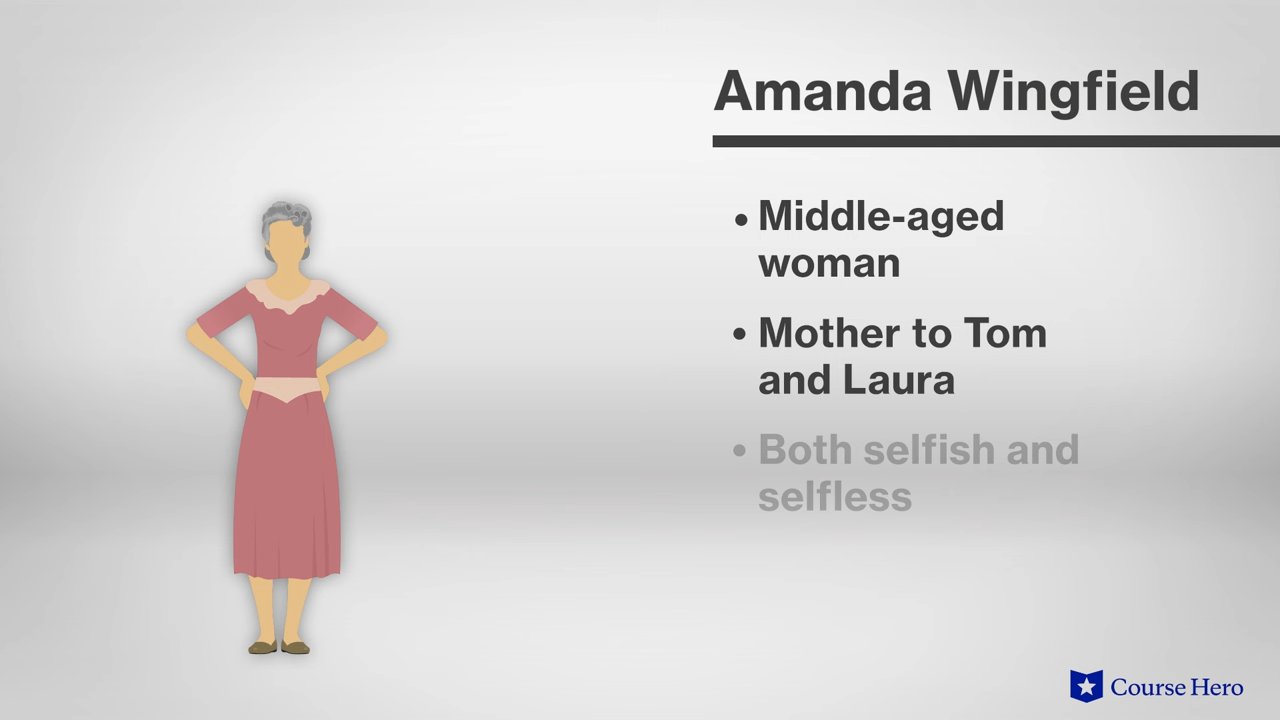 Amanda Wingfield
• Middle-aged
woman
• Mother to Tom
and Laura
• Both selfish and
selfless
Course Hero